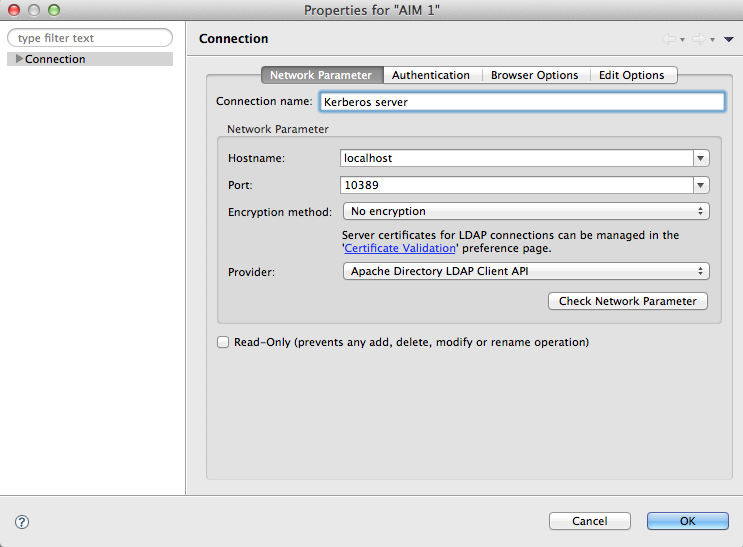 Properties for "AIM 1"
type filter text
Connection
Connection
Network Parameter Authentication Browser Options Edit Options
Connection name: Kerberos server
Network Parameter
Hostname: localhost
Port: 10389
Encryption method: No encryption
Server certificates for LDAP connections can be managed in the
'Certificate Validation' preference page.
Provider: Apache Directory LDAP Client API
Check Network Parameter
Read-Only (prevents any add, delete, modify or rename operation)
?
Cancel OK